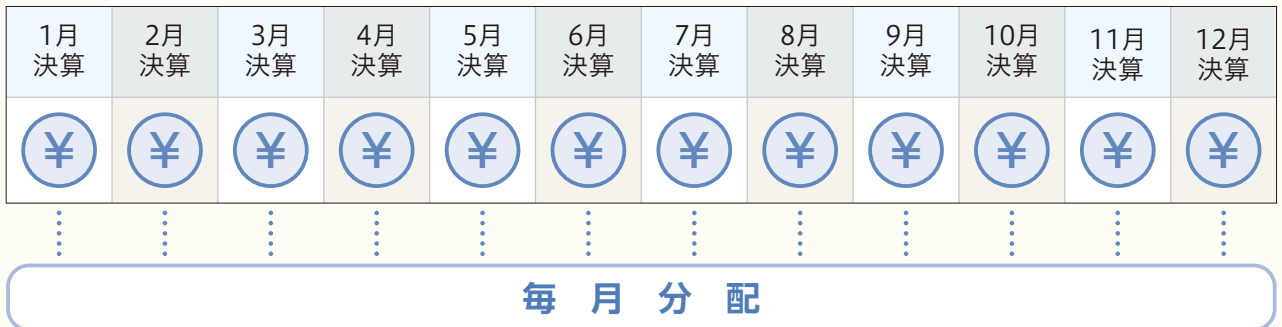 1月
決算
2月
決算
3月
決算
4月
決算
5月
決算
6月
決算
7月
決算
8月
決算
9月
決算
10月
決算
11月
決算
12月
決算
¥ ¥ ¥ ¥ ¥ ¥ ¥ ¥ ¥ ¥ ¥ ¥
毎月分配